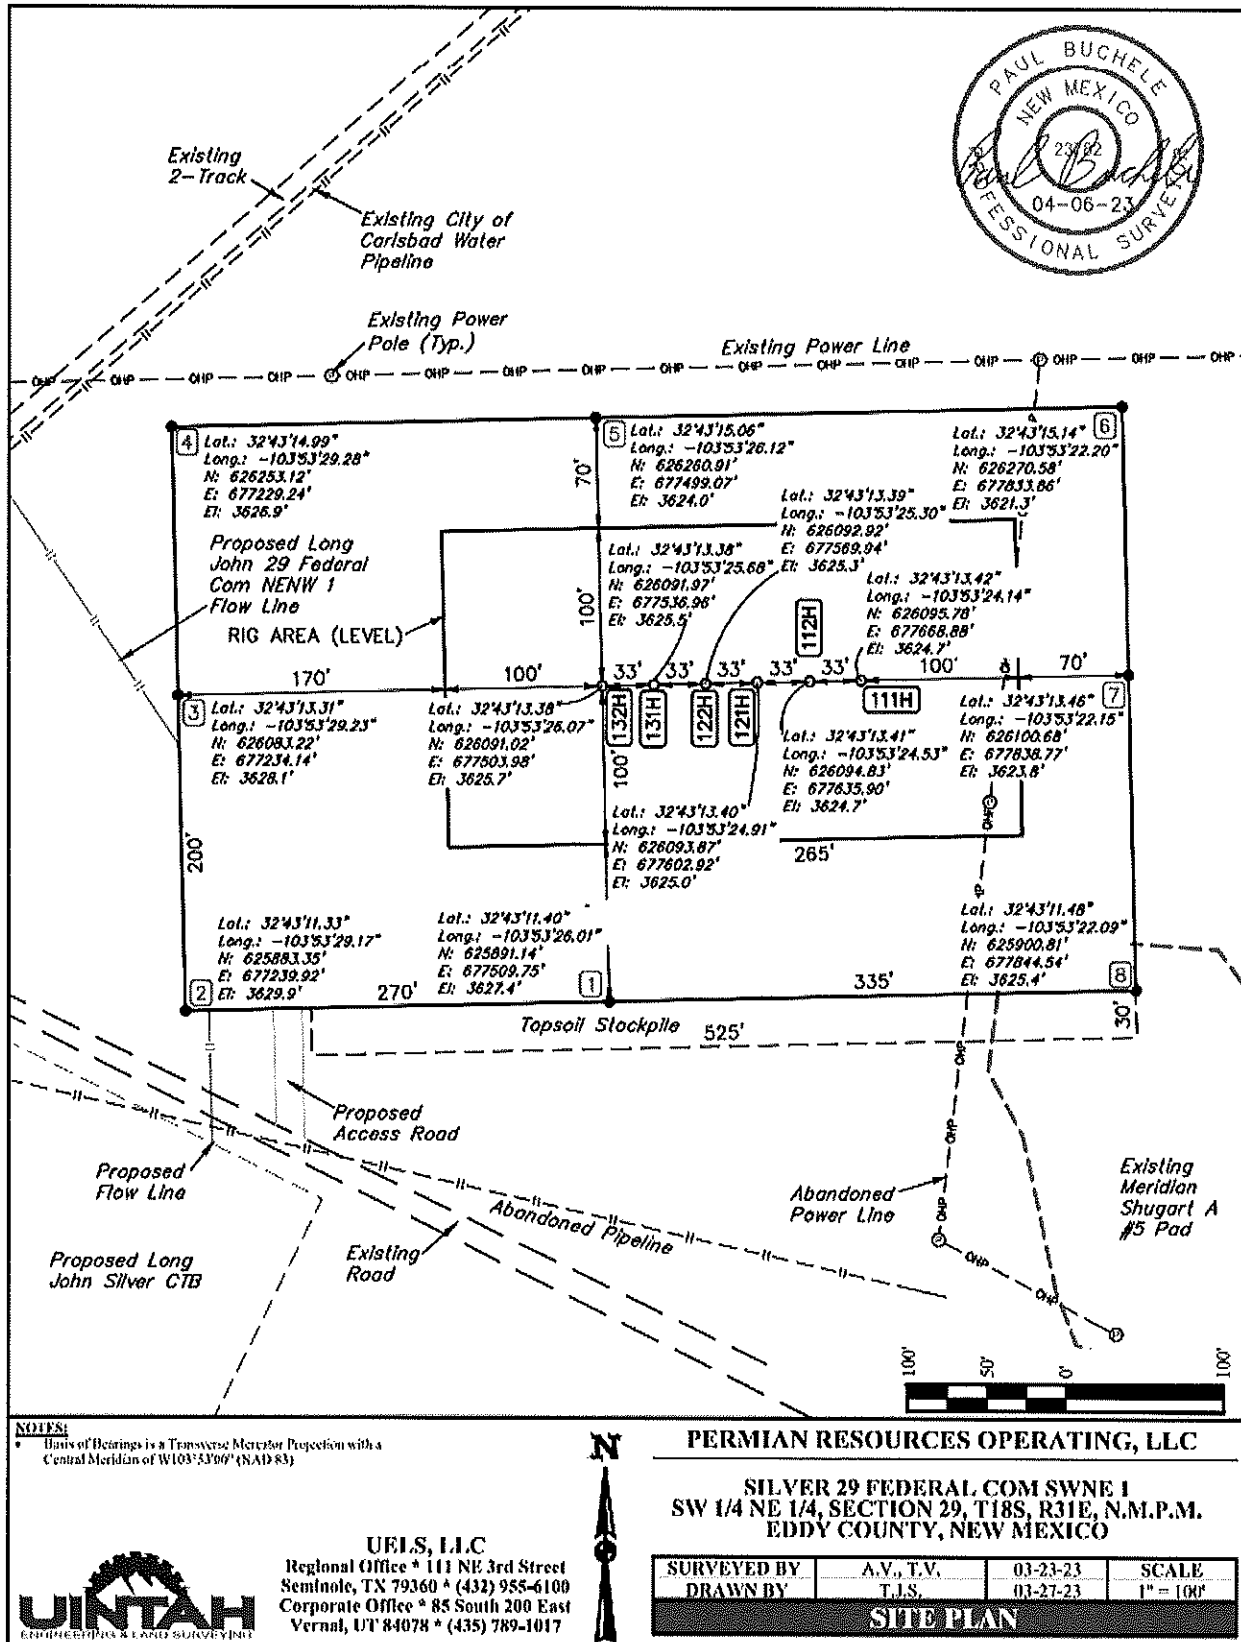 PAUL BUCHELE
NEW MEXICO
04-06-23
PROFESSIONAL SURVEYOR
Existing
2-Track
Existing City of
Carlsbad Water
Pipeline
Existing Power
Pole (Typ.)
Existing Power Line
4
Lat.: 32°43'14.99"
Long.: -103°53'29.28"
N: 626253.12'
E: 677229.24'
El: 3626.9'
5
Lat.: 32°43'15.06"
Long.: -103°53'26.12"
N: 626260.91'
E: 677499.07'
El: 3624.0'
6
Lat.: 32°43'15.14"
Long.: -103°53'22.20"
N: 626270.58'
E: 677833.86'
El: 3621.3'
70'
Lat.: 32°43'13.39"
Long.: -103°53'25.30"
N: 626092.92'
E: 677569.94'
El: 3625.3'
Proposed Long
John 29 Federal
Com NENW 1
Flow Line
RIG AREA (LEVEL)
Lat.: 32°43'13.38"
Long.: -103°53'25.68"
N: 626091.97'
E: 677536.96'
El: 3625.5'
Lat.: 32°43'13.42"
Long.: -103°53'24.14"
N: 626095.78'
E: 677668.88'
El: 3624.7'
100'
112H
170'
100'
33'
33'
33'
33'
33'
100'
70'
132H
131H
122H
121H
111H
3
Lat.: 32°43'13.31"
Long.: -103°53'29.23"
N: 626083.22'
E: 677234.14'
El: 3628.1'
Lat.: 32°43'13.38"
Long.: -103°53'26.07"
N: 626091.02'
E: 677503.98'
El: 3625.7'
7
Lat.: 32°43'13.46"
Long.: -103°53'22.15"
N: 626100.68'
E: 677838.77'
El: 3623.8'
Lat.: 32°43'13.41"
Long.: -103°53'24.53"
N: 626094.83'
E: 677635.90'
El: 3624.7'
100'
Lat.: 32°43'13.40"
Long.: -103°53'24.91"
N: 626093.87'
E: 677602.92'
El: 3625.0'
265'
200'
Lat.: 32°43'11.33"
Long.: -103°53'29.17"
N: 625883.35'
E: 677239.92'
El: 3629.9'
2
Lat.: 32°43'11.40"
Long.: -103°53'26.01"
N: 625891.14'
E: 677509.75'
El: 3627.4'
1
Lat.: 32°43'11.48"
Long.: -103°53'22.09"
N: 625900.81'
E: 677844.54'
El: 3625.4'
8
270'
335'
30'
Topsoil Stockpile
525'
Proposed
Access Road
Proposed
Flow Line
Abandoned Pipeline
Existing
Road
Abandoned
Power Line
Existing
Meridian
Shugart A
#5 Pad
Proposed Long
John Silver CTB
100' 50' 0' 100'
NOTES:
• Basis of Bearings is a Transverse Mercator Projection with a
Central Meridian of W103°53'00" (NAD 83)
N
UINTAH
ENGINEERING & LAND SURVEYING
UELS, LLC
Regional Office * 111 NE 3rd Street
Seminole, TX 79360 * (432) 955-6100
Corporate Office * 85 South 200 East
Vernal, UT 84078 * (435) 789-1017
PERMIAN RESOURCES OPERATING, LLC
SILVER 29 FEDERAL COM SWNE 1
SW 1/4 NE 1/4, SECTION 29, T18S, R31E, N.M.P.M.
EDDY COUNTY, NEW MEXICO
SURVEYED BY A.V., T.V. 03-23-23 SCALE
DRAWN BY T.J.S. 03-27-23 1" = 100'
SITE PLAN